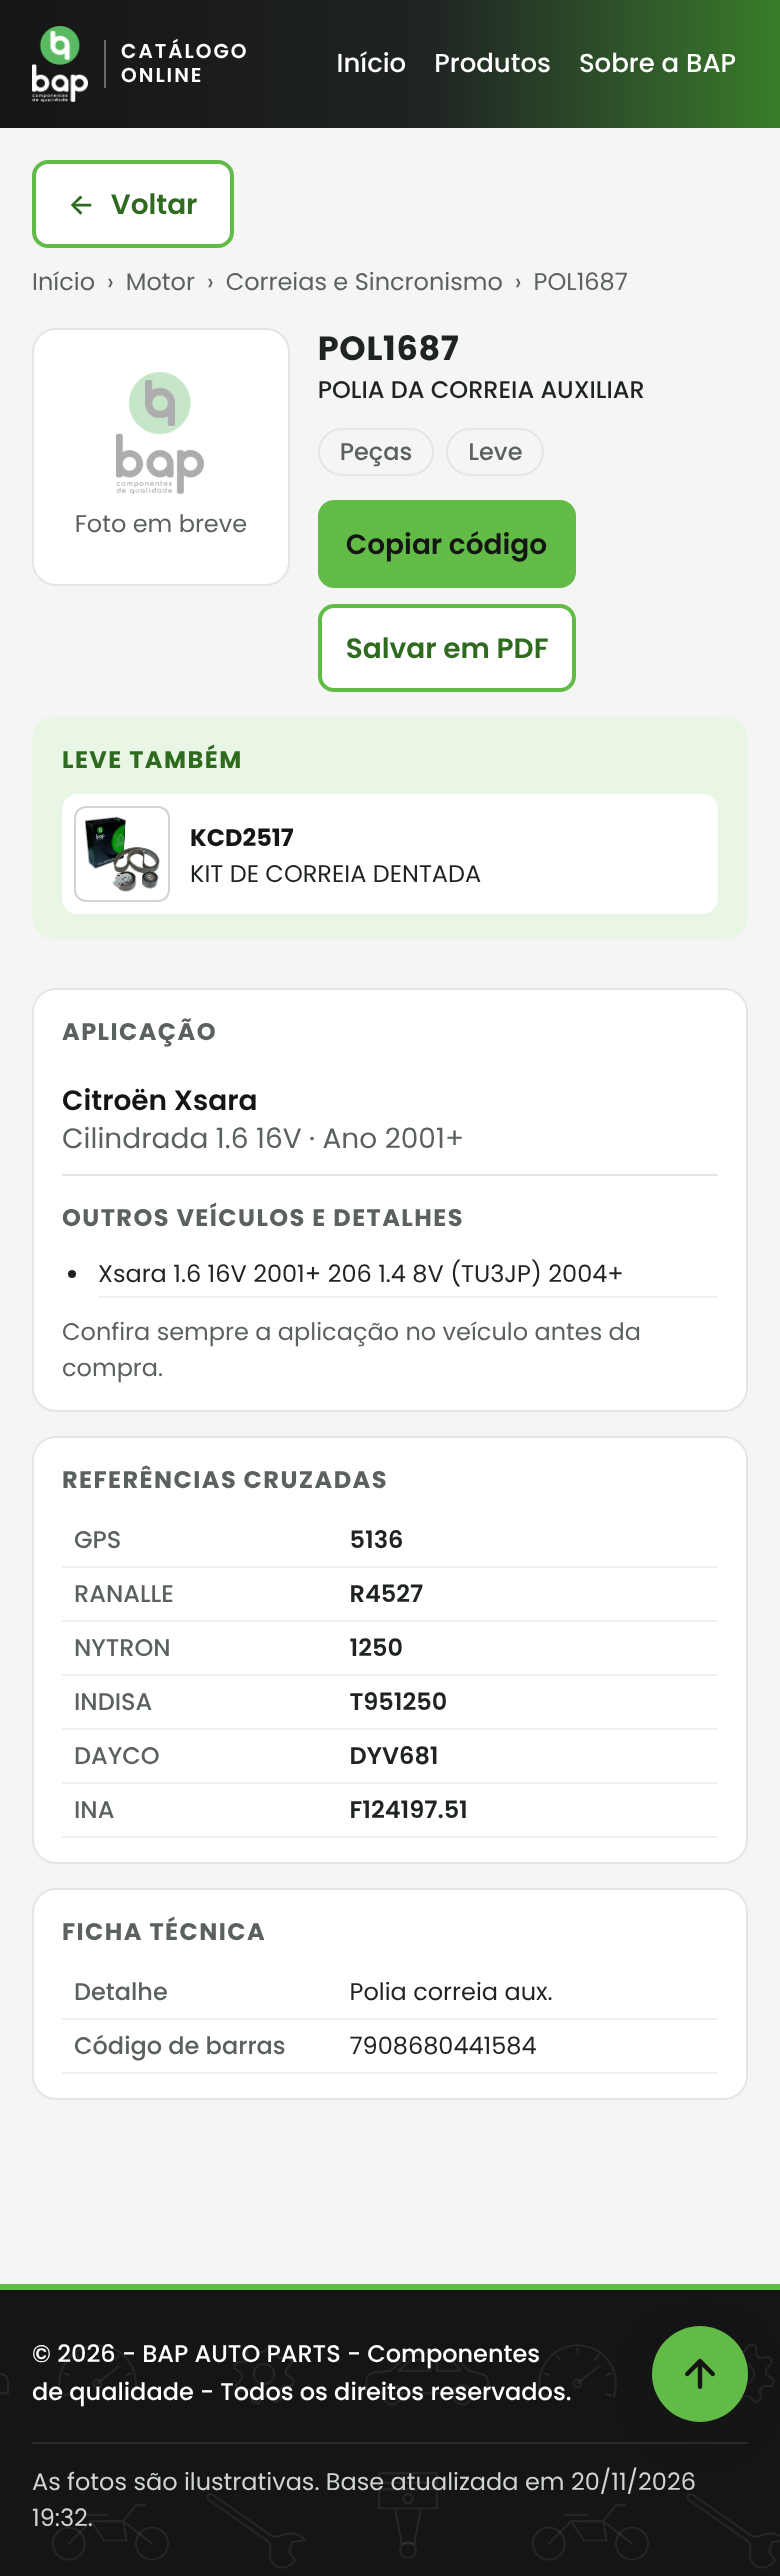 bap
componentes
de qualidade
CATÁLOGO
ONLINE
Início Produtos Sobre a BAP
← Voltar
Início › Motor › Correias e Sincronismo › POL1687
bap
componentes
de qualidade
Foto em breve
POL1687
POLIA DA CORREIA AUXILIAR
Peças Leve
Copiar código
Salvar em PDF
LEVE TAMBÉM
bap
KCD2517
KIT DE CORREIA DENTADA
APLICAÇÃO
Citroën Xsara
Cilindrada 1.6 16V · Ano 2001+
OUTROS VEÍCULOS E DETALHES
• Xsara 1.6 16V 2001+ 206 1.4 8V (TU3JP) 2004+
Confira sempre a aplicação no veículo antes da
compra.
REFERÊNCIAS CRUZADAS
GPS 5136
RANALLE R4527
NYTRON 1250
INDISA T951250
DAYCO DYV681
INA F124197.51
FICHA TÉCNICA
Detalhe Polia correia aux.
Código de barras 7908680441584
© 2026 - BAP AUTO PARTS - Componentes
de qualidade - Todos os direitos reservados.
As fotos são ilustrativas. Base atualizada em 20/11/2026
19:32.